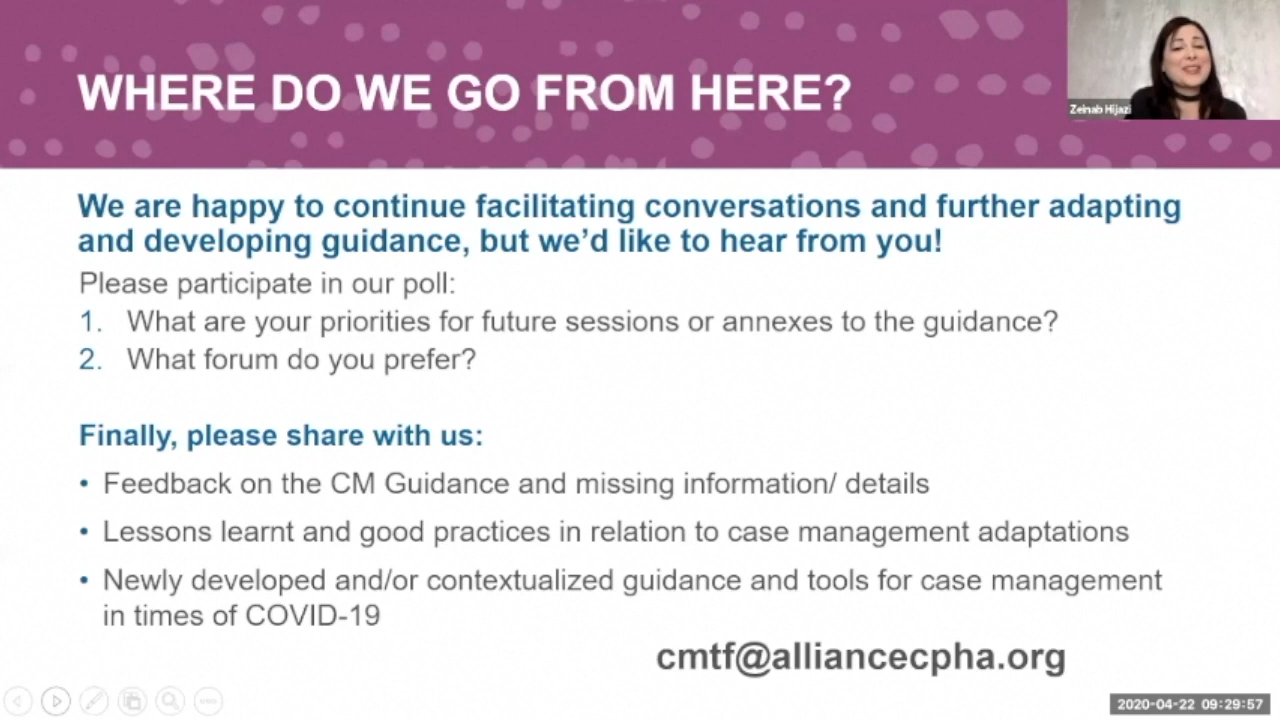 WHERE DO WE GO FROM HERE?
Zeinab Hijazi
We are happy to continue facilitating conversations and further adapting
and developing guidance, but we'd like to hear from you!
Please participate in our poll:
1. What are your priorities for future sessions or annexes to the guidance?
2. What forum do you prefer?
Finally, please share with us:
• Feedback on the CM Guidance and missing information/ details
• Lessons learnt and good practices in relation to case management adaptations
• Newly developed and/or contextualized guidance and tools for case management
in times of COVID-19
cmtf@alliancecpha.org
2020-04-22 09:29:57